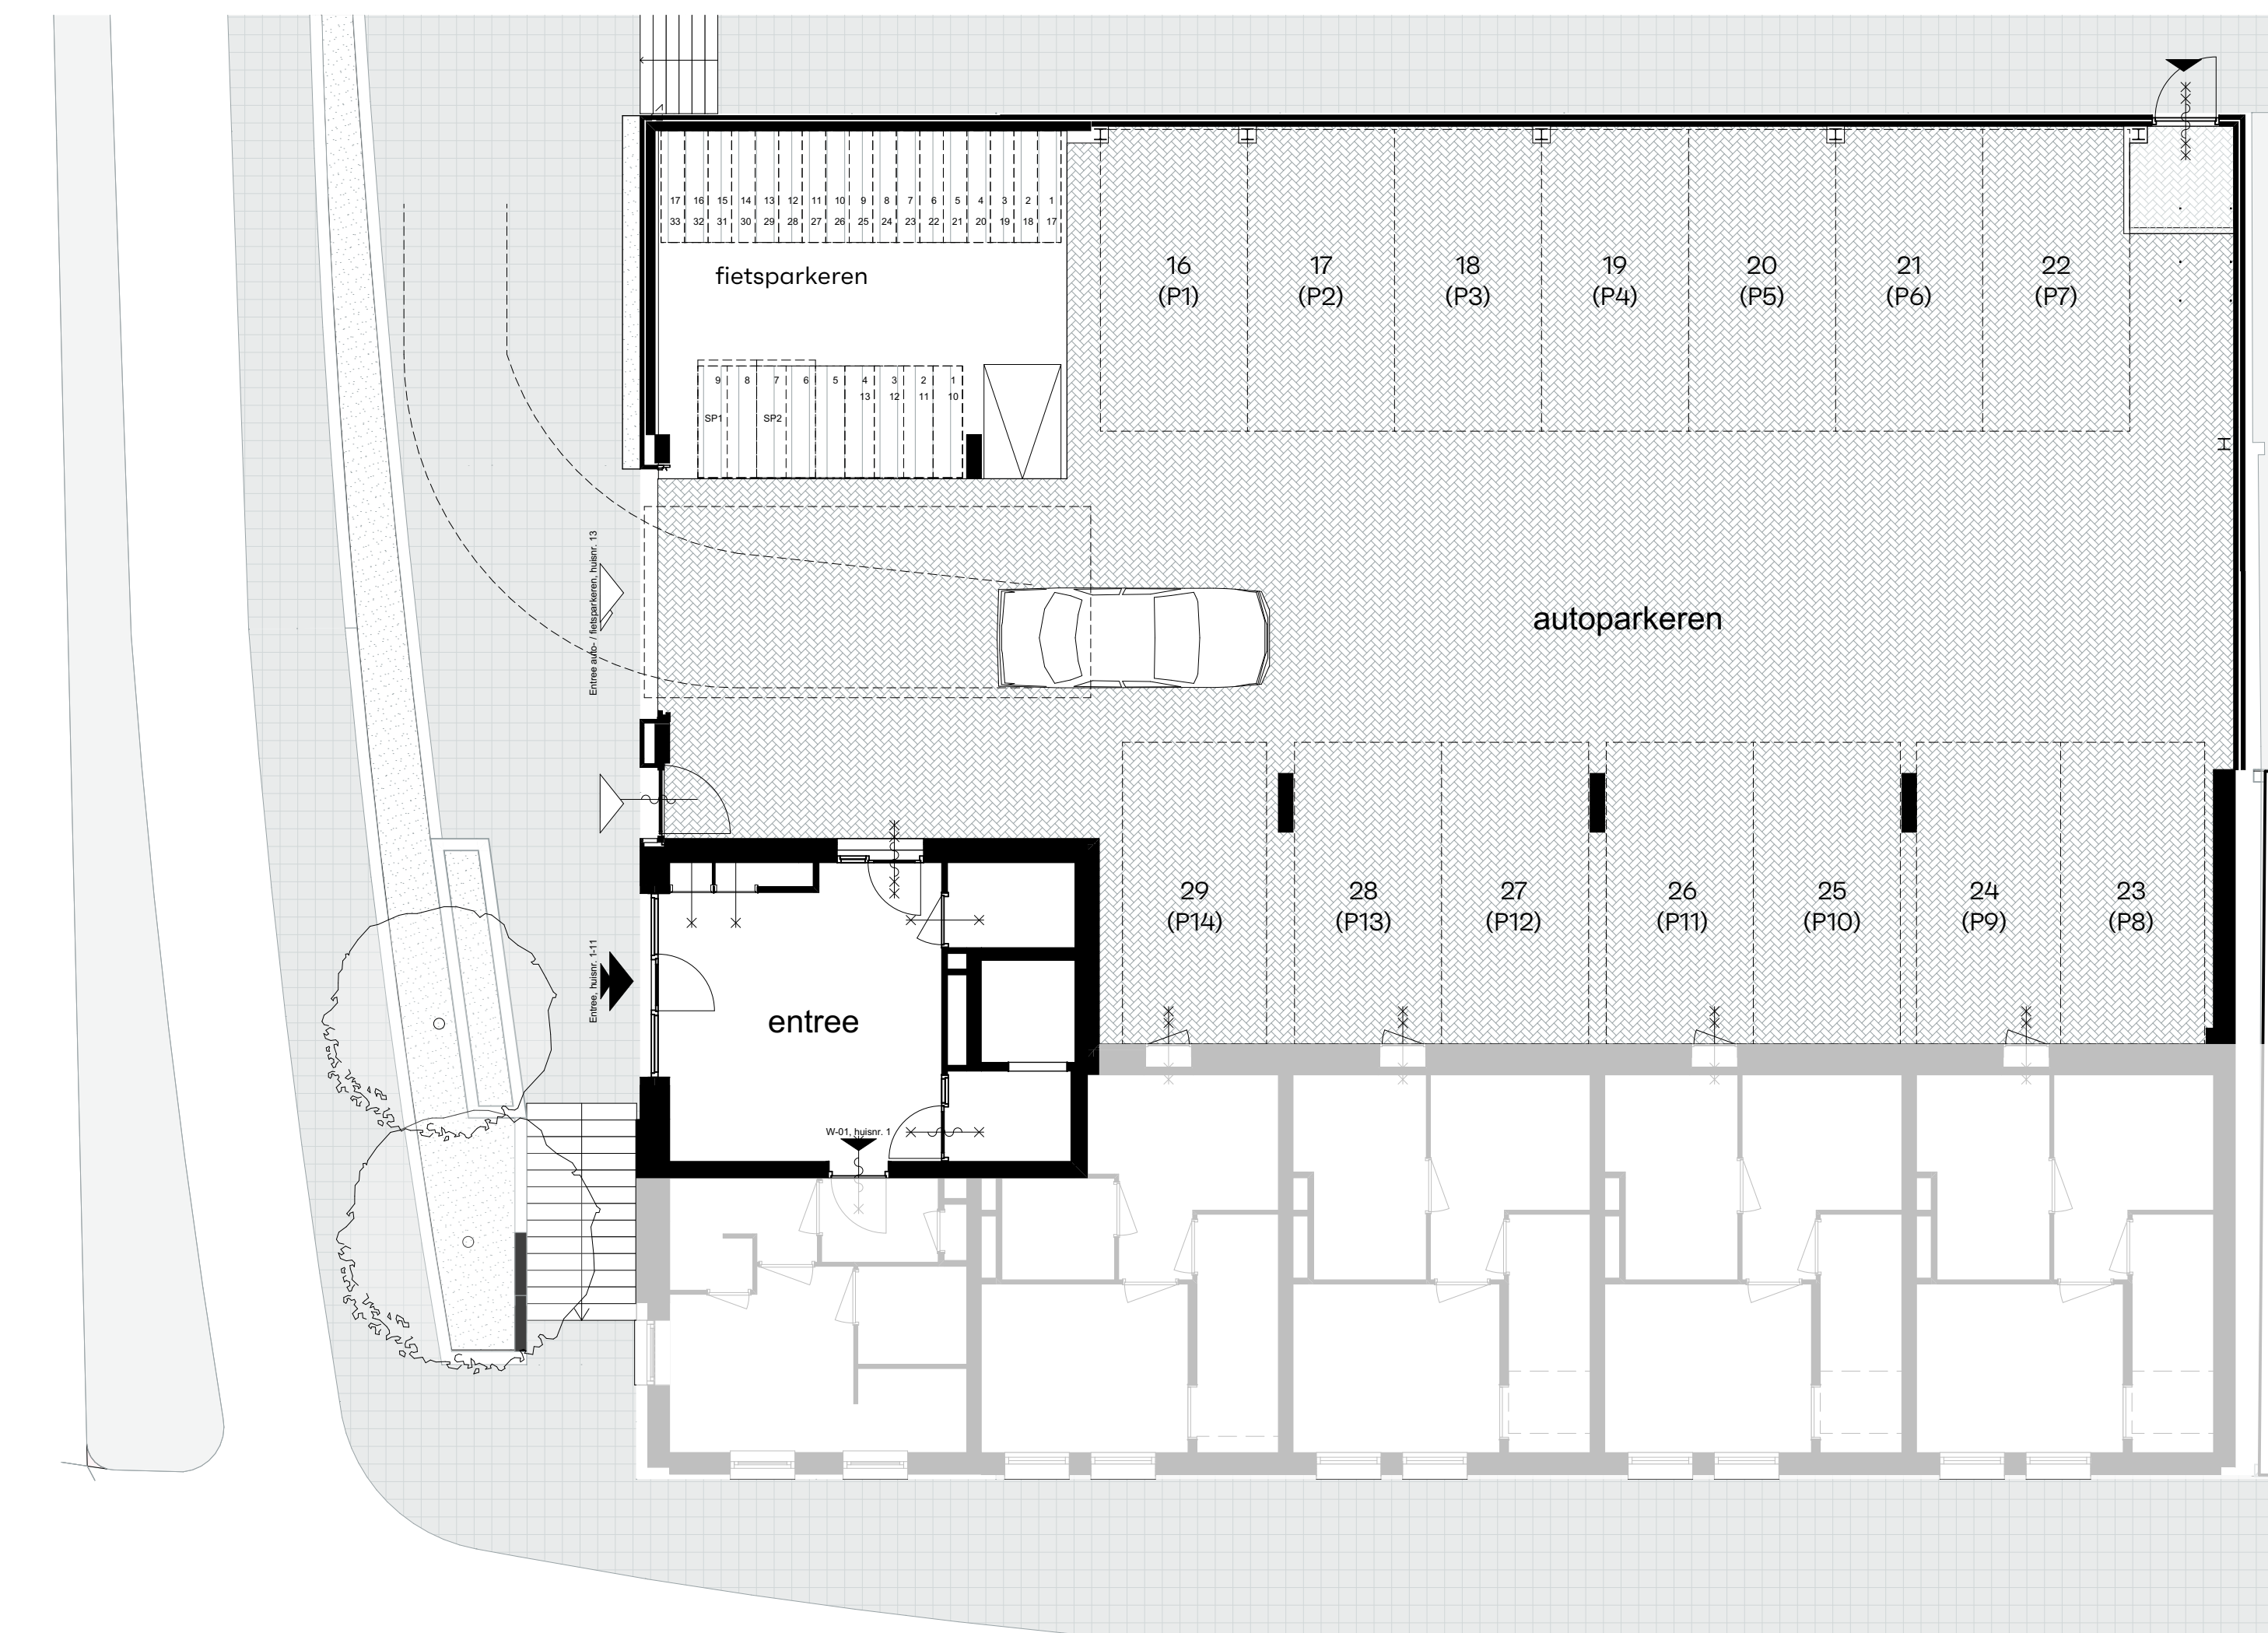 17 16 15 14 13 12 11 10 9 8 7 6 5 4 3 2 1
33 32 31 30 29 28 27 26 25 24 23 22 21 20 19 18 17
fietsparkeren
9 8 7 6 5 4 3 2 1
13 12 11 10
SP1 SP2
16 17 18 19 20 21 22
(P1) (P2) (P3) (P4) (P5) (P6) (P7)
Entree auto- / fietsparkeren, huisnr. 13
autoparkeren
29 28 27 26 25 24 23
(P14) (P13) (P12) (P11) (P10) (P9) (P8)
Entree, huisnr. 1-11
entree
W-01, huisnr. 1